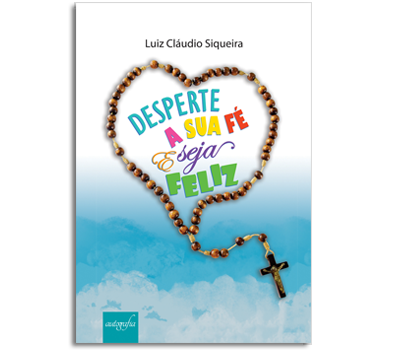 Luiz Cláudio Siqueira
DESPERTE
A SUA FÉ
E seja
FELIZ
autografia